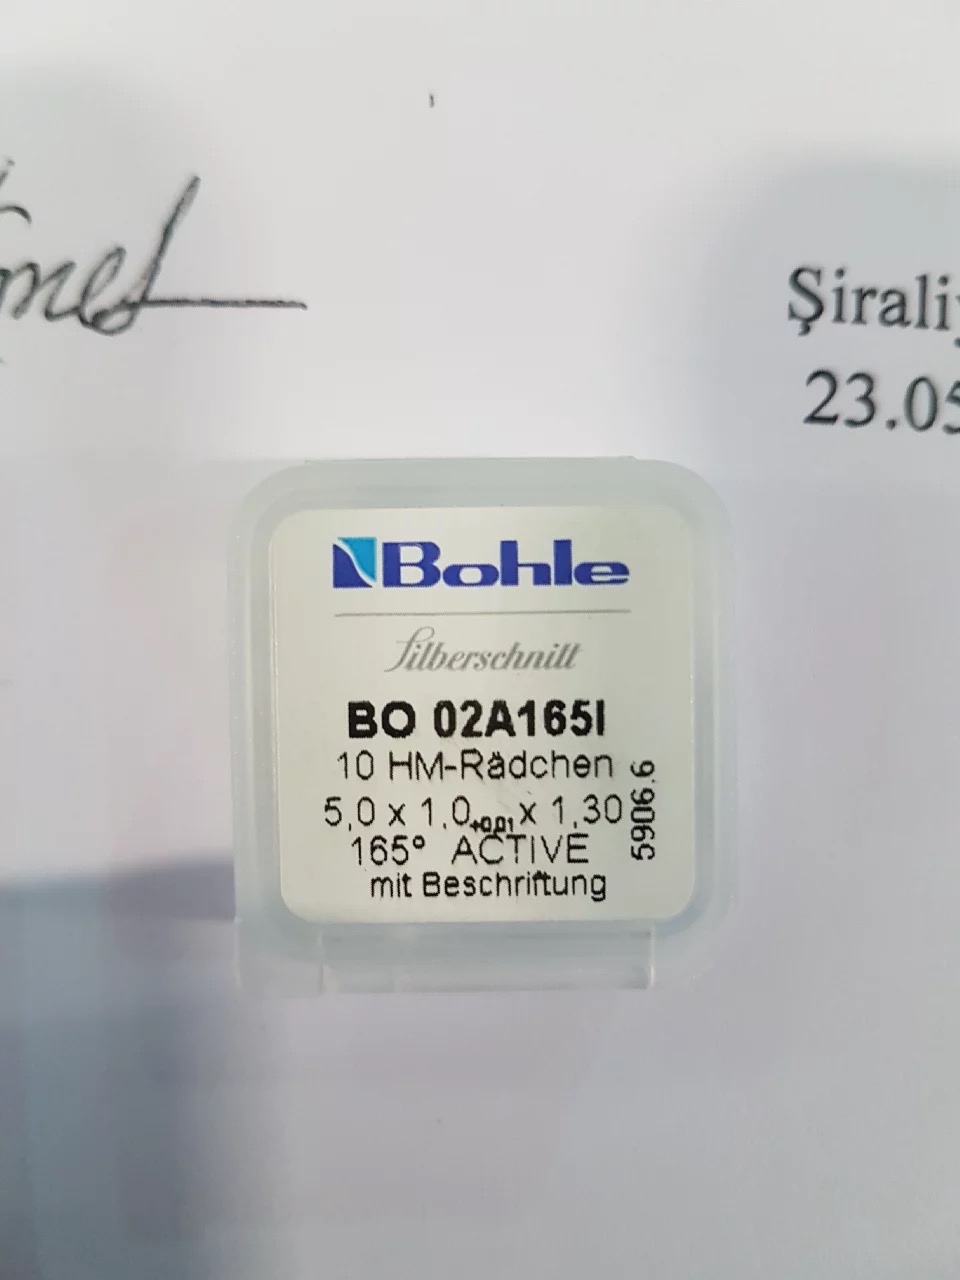 Şirali
23.05
Bohle
Silberschnitt
BO 02A165I
10 HM-Rädchen
5,0 x 1,0+0,01 x 1,30
165° ACTIVE
mit Beschriftung
5906.6